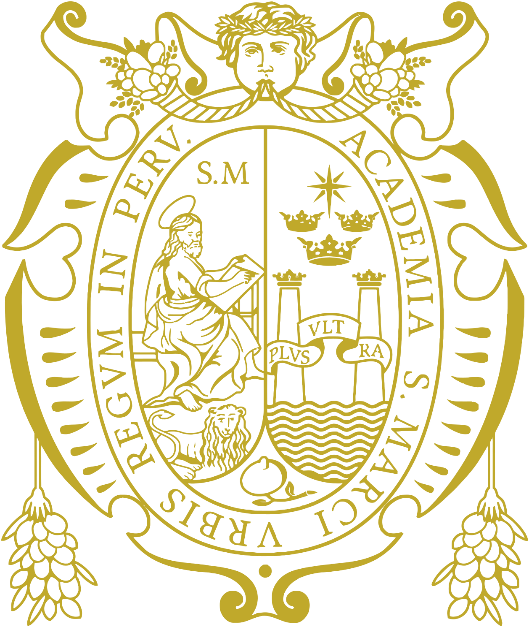 ACADEMIA S. MARCI VRBIS REGVM IN PERV.
S.M
PLVS VLT RA